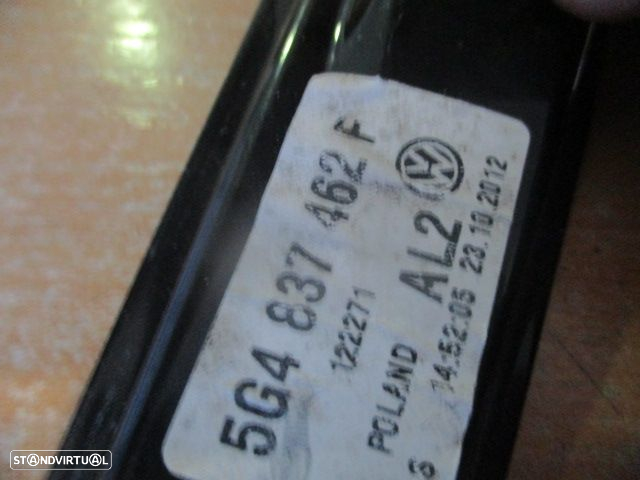 5G4 837 462 F
122271
AL2
POLAND
14:52:05 23.10.2012
STANDVIRTUAL